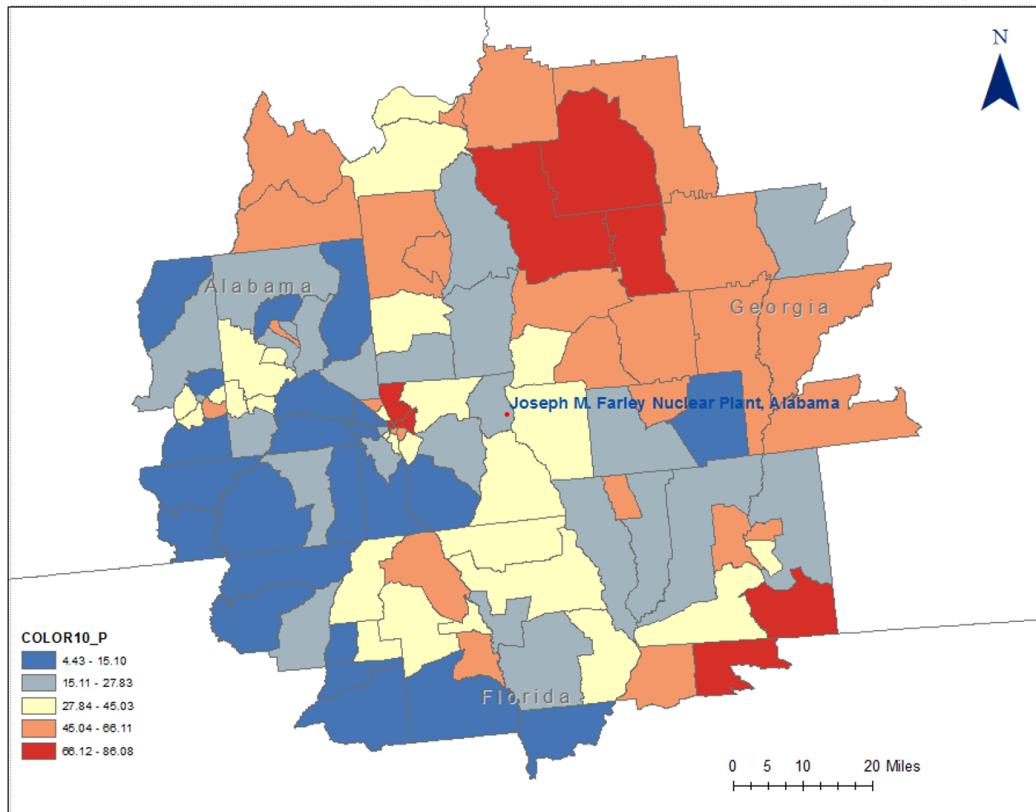 N
Alabama
Georgia
Joseph M. Farley Nuclear Plant, Alabama
Florida
COLOR10_P
4.43 - 15.10
15.11 - 27.83
27.84 - 45.03
45.04 - 66.11
66.12 - 86.08
0 5 10 20 Miles